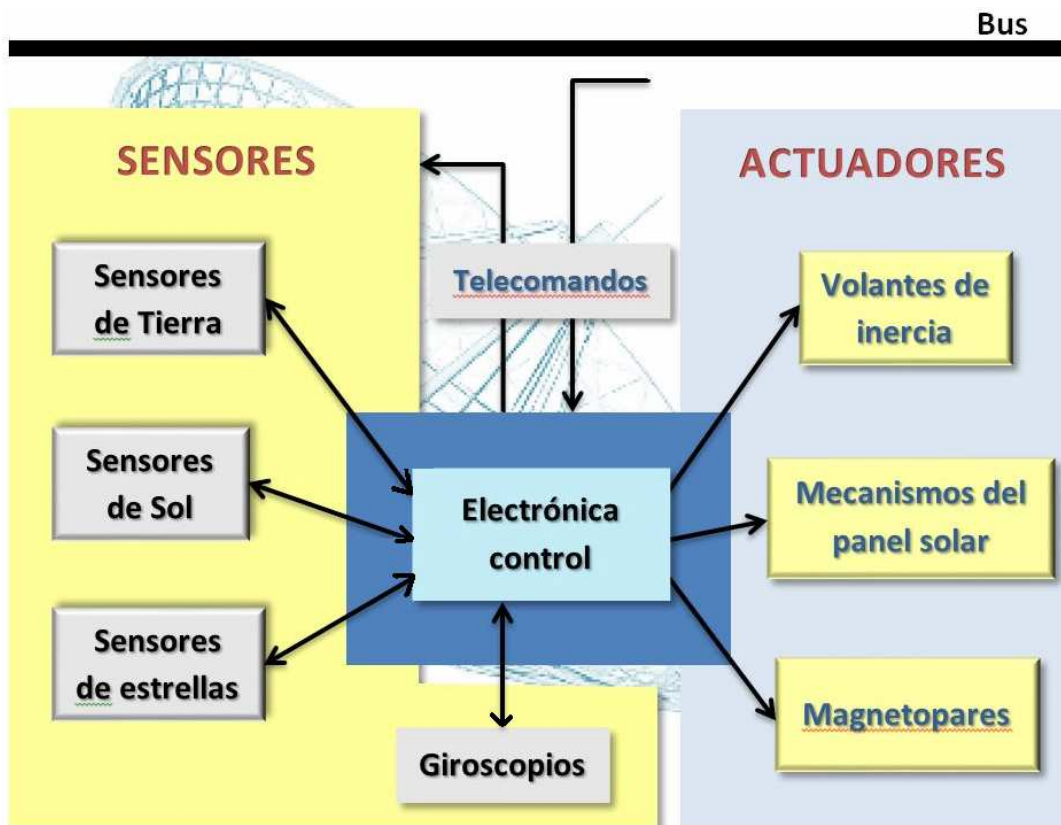 Bus
SENSORES
ACTUADORES
Sensores
de Tierra
Telecomandos
Volantes de
inercia
Sensores
de Sol
Electrónica
control
Mecanismos del
panel solar
Sensores
de estrellas
Giroscopios
Magnetopares